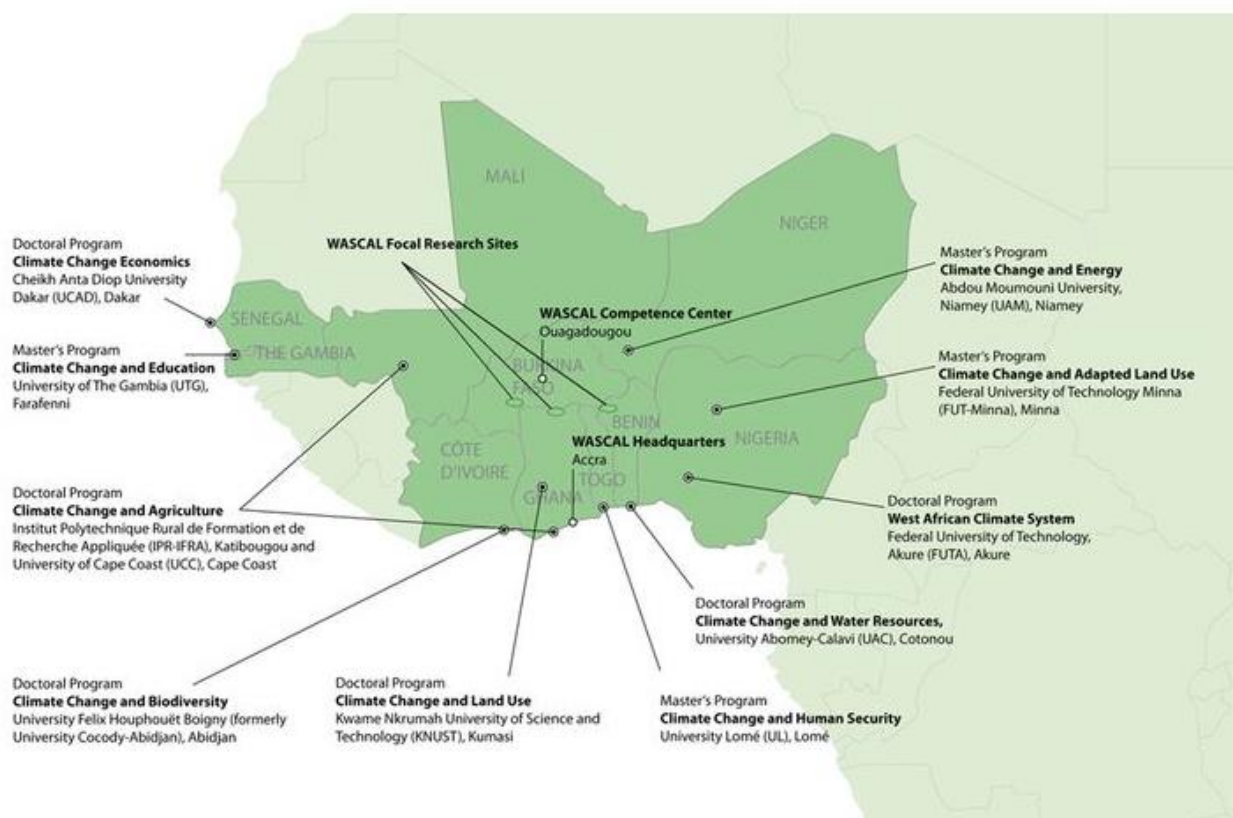 MALI
NIGER
Doctoral Program
Climate Change Economics
Cheikh Anta Diop University
Dakar (UCAD), Dakar
WASCAL Focal Research Sites
Master's Program
Climate Change and Energy
Abdou Moumouni University,
Niamey (UAM), Niamey
SENEGAL
WASCAL Competence Center
Ouagadougou
Master's Program
Climate Change and Education
University of The Gambia (UTG),
Farafenni
THE GAMBIA
BURKINA
FASO
Master's Program
Climate Change and Adapted Land Use
Federal University of Technology Minna
(FUT-Minna), Minna
BENIN
NIGERIA
CÔTE
D'IVOIRE
WASCAL Headquarters
Accra
TOGO
GHANA
Doctoral Program
Climate Change and Agriculture
Institut Polytechnique Rural de Formation et de
Recherche Appliquée (IPR-IFRA), Katibougou and
University of Cape Coast (UCC), Cape Coast
Doctoral Program
West African Climate System
Federal University of Technology,
Akure (FUTA), Akure
Doctoral Program
Climate Change and Water Resources,
University Abomey-Calavi (UAC), Cotonou
Doctoral Program
Climate Change and Biodiversity
University Felix Houphouët Boigny (formerly
University Cocody-Abidjan), Abidjan
Doctoral Program
Climate Change and Land Use
Kwame Nkrumah University of Science and
Technology (KNUST), Kumasi
Master's Program
Climate Change and Human Security
University Lomé (UL), Lomé